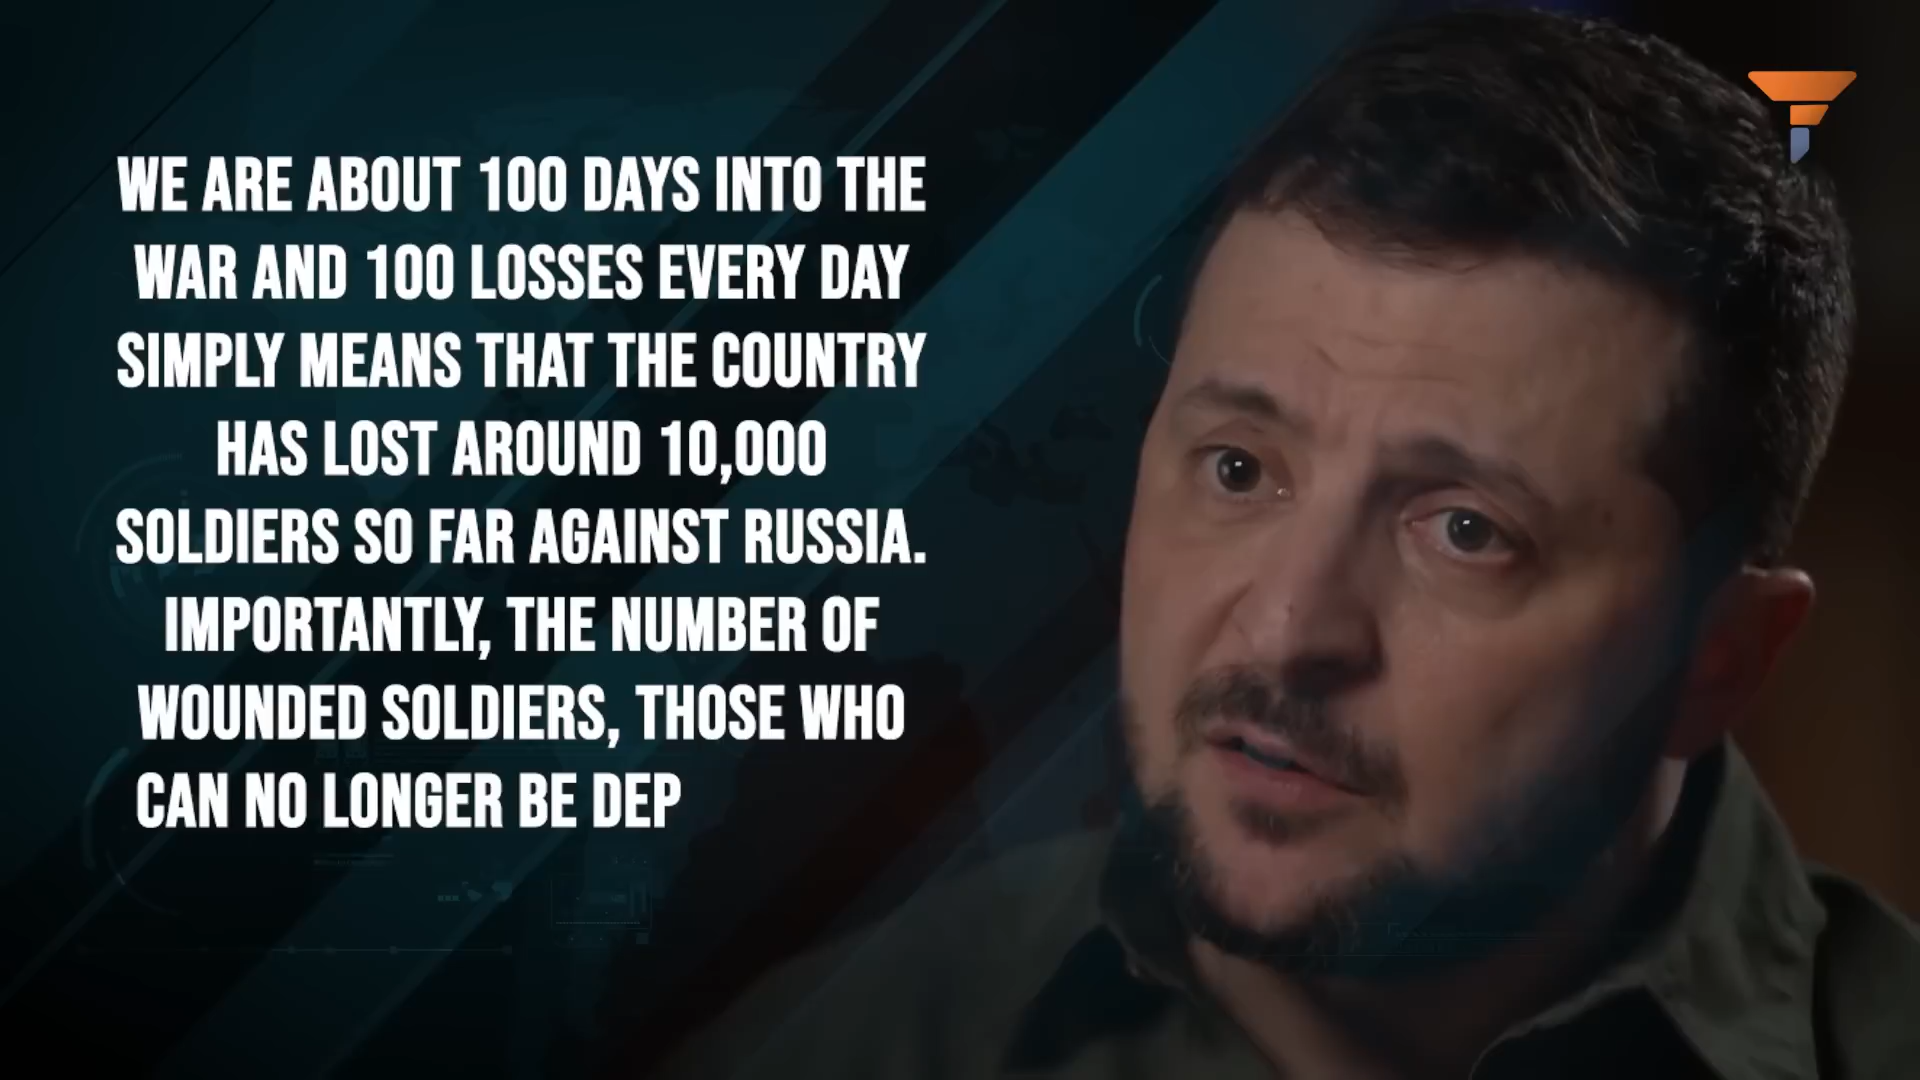 WE ARE ABOUT 100 DAYS INTO THE
WAR AND 100 LOSSES EVERY DAY
SIMPLY MEANS THAT THE COUNTRY
HAS LOST AROUND 10,000
SOLDIERS SO FAR AGAINST RUSSIA.
IMPORTANTLY, THE NUMBER OF
WOUNDED SOLDIERS, THOSE WHO
CAN NO LONGER BE DEP